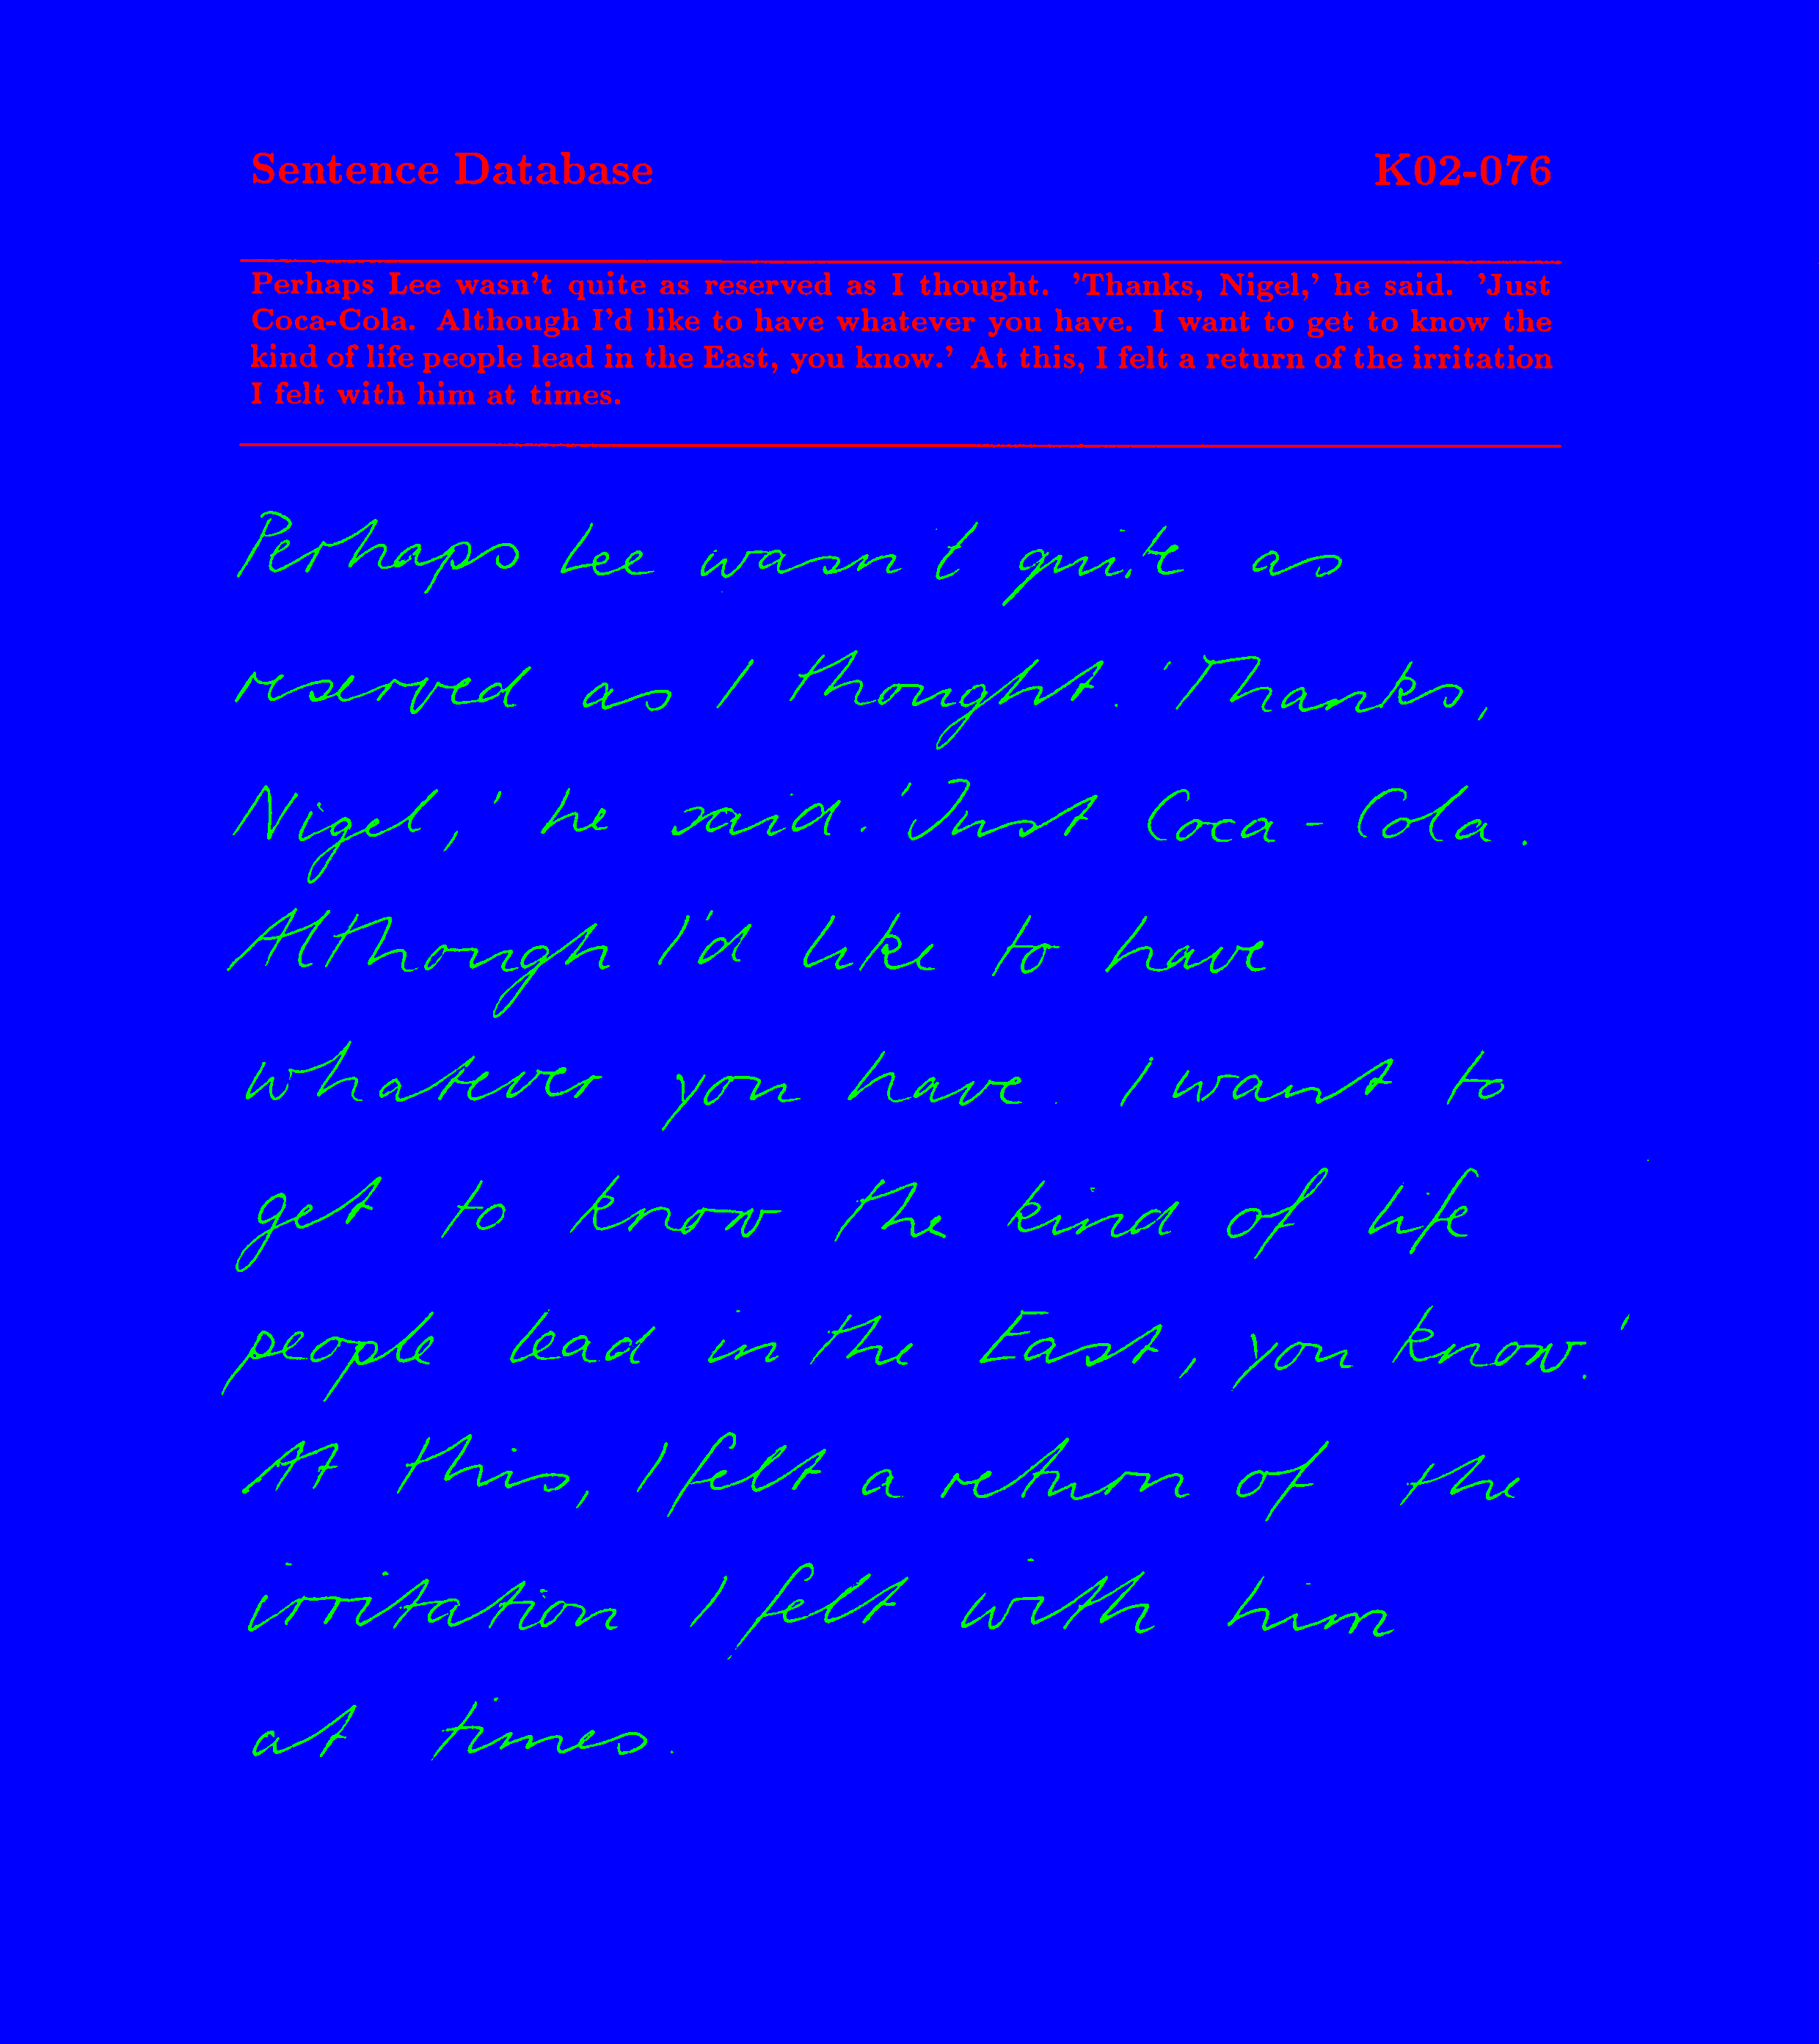 Sentence Database K02-076
Perhaps Lee wasn't quite as reserved as I thought. 'Thanks, Nigel,' he said. 'Just
Coca-Cola. Although I'd like to have whatever you have. I want to get to know the
kind of life people lead in the East, you know.' At this, I felt a return of the irritation
I felt with him at times.
Perhaps Lee wasn't quite as
reserved as I thought. 'Thanks,
Nigel,' he said. 'Just Coca-Cola.
Although I'd like to have
whatever you have. I want to
get to know the kind of life
people lead in the East, you know.'
At this, I felt a return of the
irritation I felt with him
at times.